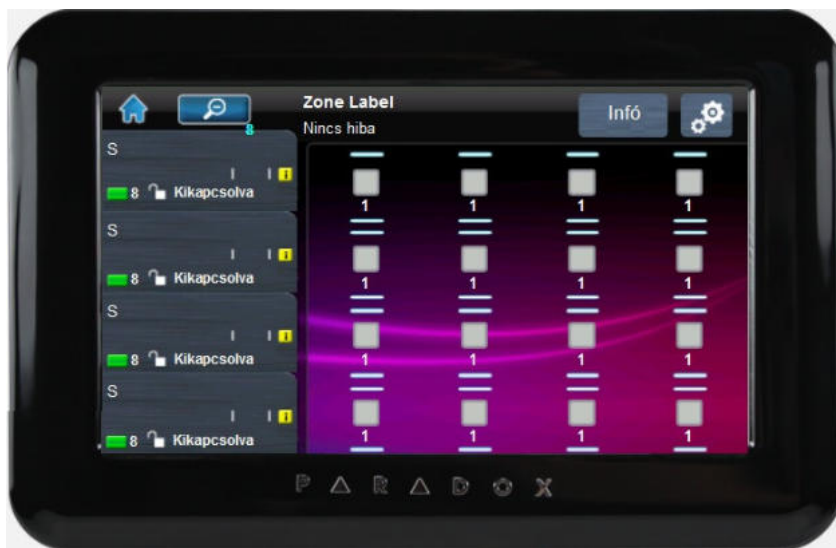 Zone Label
Nincs hiba
Infó
8
S
8 Kikapcsolva
S
8 Kikapcsolva
S
8 Kikapcsolva
S
8 Kikapcsolva
1 1 1 1
1 1 1 1
1 1 1 1
1 1 1 1
PARADOX